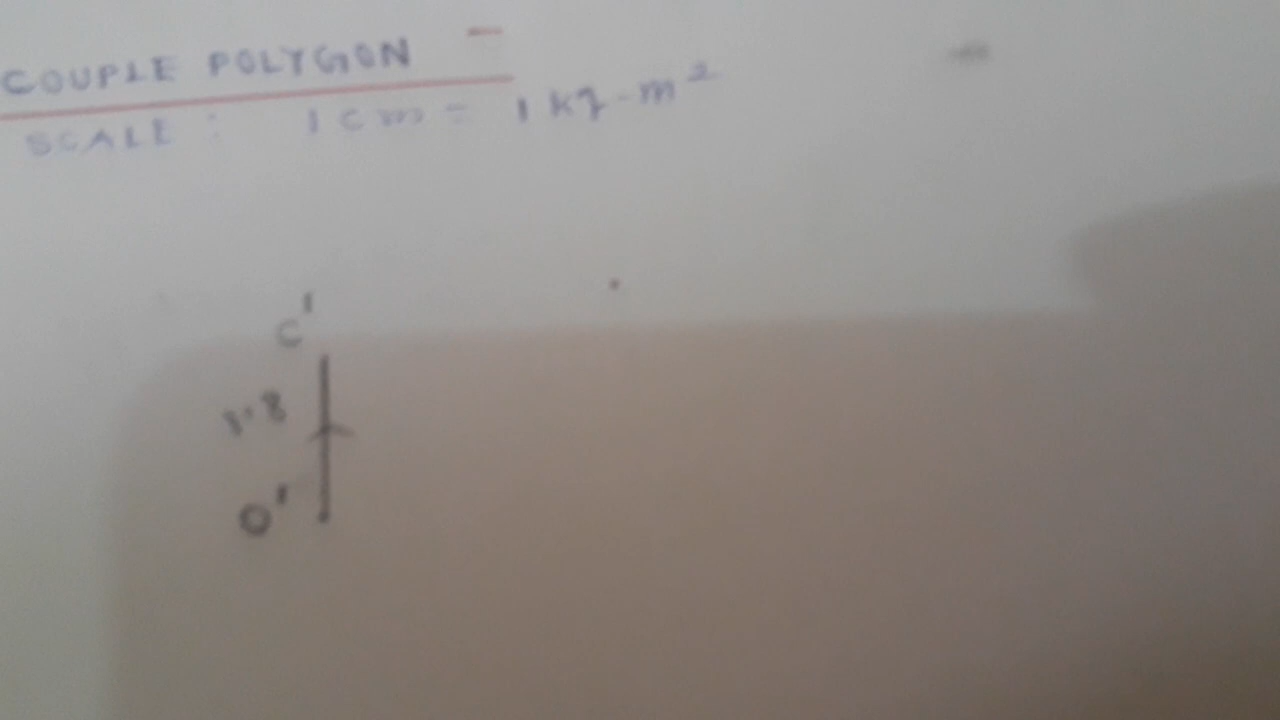 COUPLE POLYGON -
SCALE : 1 cm = 1 kg-m²
C'
1.8
O'